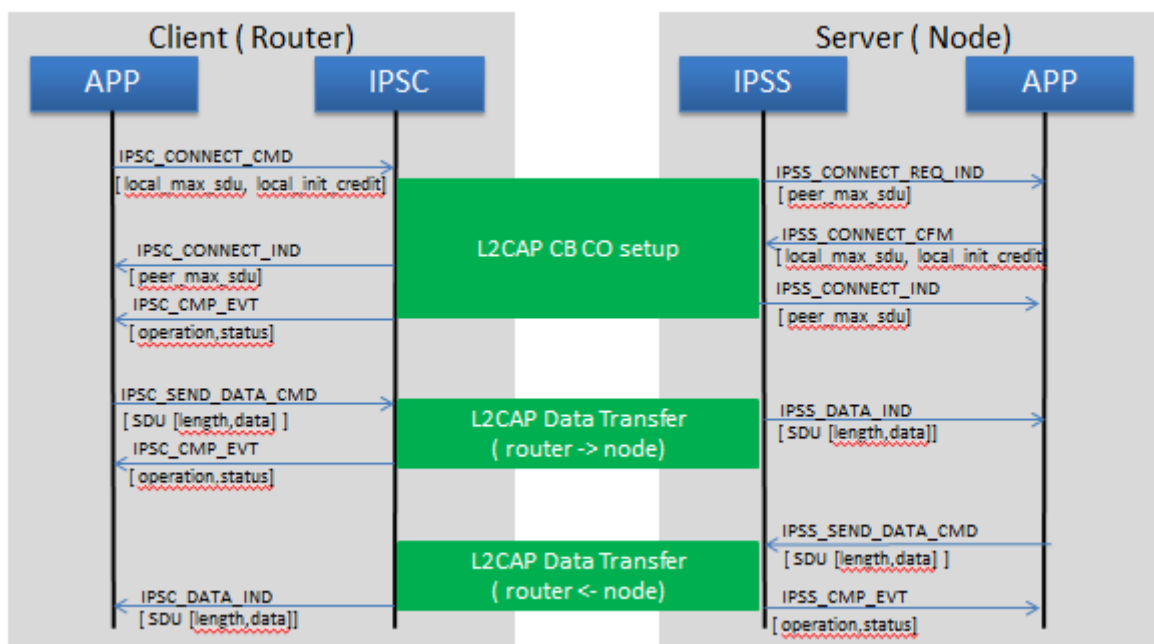 Client ( Router)
Server ( Node)
APP
IPSC
IPSS
APP
IPSC_CONNECT_CMD
[ local_max_sdu, local_init_credit]
IPSC_CONNECT_IND
[ peer_max_sdu]
IPSC_CMP_EVT
[ operation,status]
IPSC_SEND_DATA_CMD
[ SDU [length,data] ]
IPSC_CMP_EVT
[ operation.status]
IPSC_DATA_IND
[ SDU [length,data]]
L2CAP CB CO setup
L2CAP Data Transfer
( router -> node)
L2CAP Data Transfer
( router <- node)
IPSS_CONNECT_REQ_IND
[ peer_max_sdu]
IPSS_CONNECT_CFM
[ local_max_sdu, local_init_credit
IPSS_CONNECT_IND
[ peer_max_sdu]
IPSS_DATA_IND
[ SDU [length,data]]
IPSS_SEND_DATA_CMD
[ SDU [length,data] ]
IPSS_CMP_EVT
[operation,status]